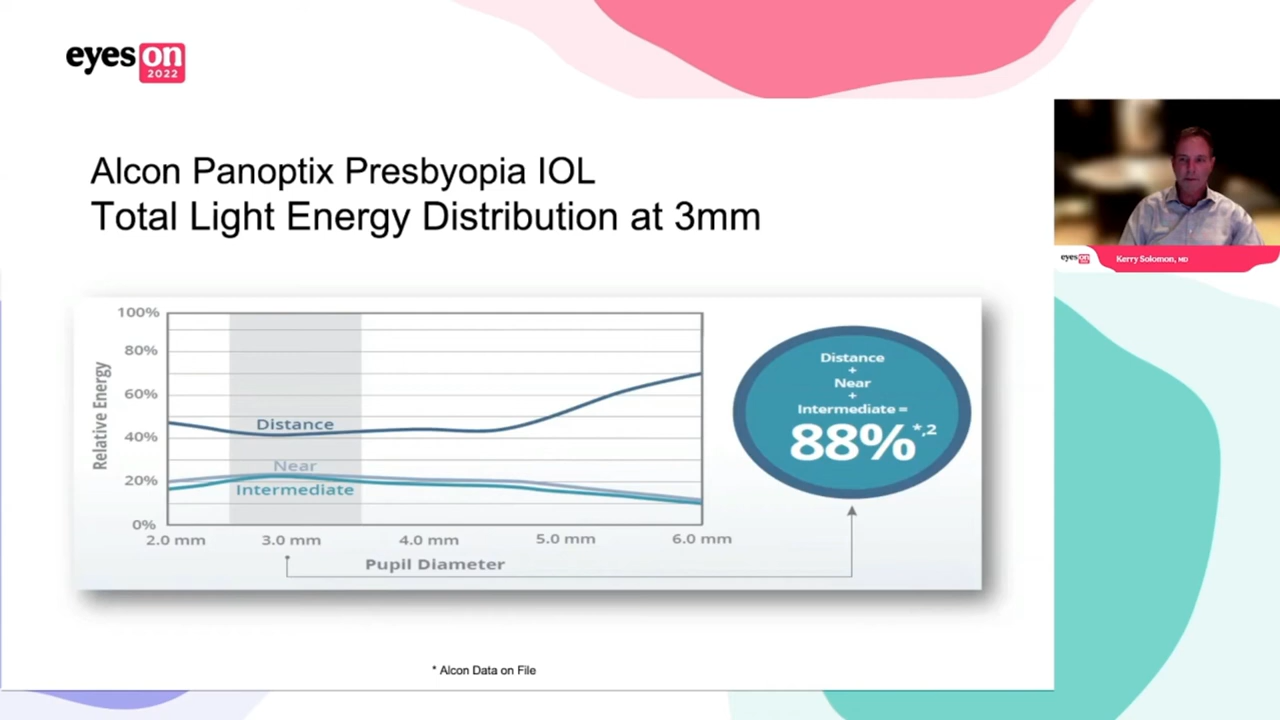 eyes on
2022
Alcon Panoptix Presbyopia IOL
Total Light Energy Distribution at 3mm
eyes on
Kerry Solomon, MD
100%
80%
60%
40%
20%
0%
Relative Energy
Distance
Near
Intermediate
2.0 mm 3.0 mm 4.0 mm 5.0 mm 6.0 mm
Pupil Diameter
Distance
+
Near
+
Intermediate =
88%*,2
* Alcon Data on File